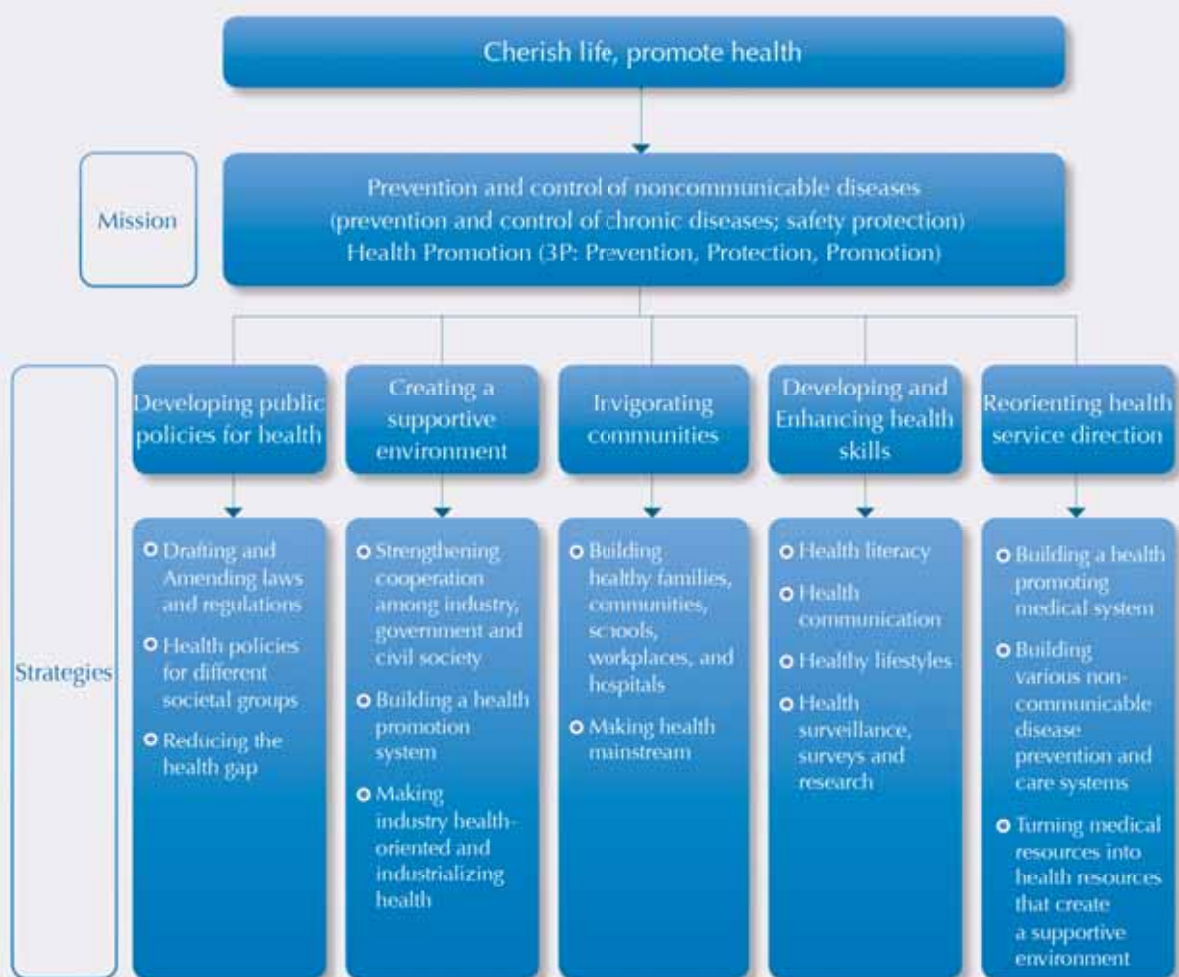 Cherish life, promote health
Mission
Prevention and control of noncommunicable diseases
(prevention and control of chronic diseases; safety protection)
Health Promotion (3P: Prevention, Protection, Promotion)
Strategies
Developing public
policies for health
Drafting and
Amending laws
and regulations
Health policies
for different
societal groups
Reducing the
health gap
Creating a
supportive
environment
Strengthening
cooperation
among industry,
government and
civil society
Building a health
promotion
system
Making
industry health-
oriented and
industrializing
health
Invigorating
communities
Building
healthy families,
communities,
schools,
workplaces, and
hospitals
Making health
mainstream
Developing and
Enhancing health
skills
Health literacy
Health
communication
Healthy lifestyles
Health
surveillance,
surveys and
research
Reorienting health
service direction
Building a health
promoting
medical system
Building
various non-
communicable
disease
prevention and
care systems
Turning medical
resources into
health resources
that create
a supportive
environment